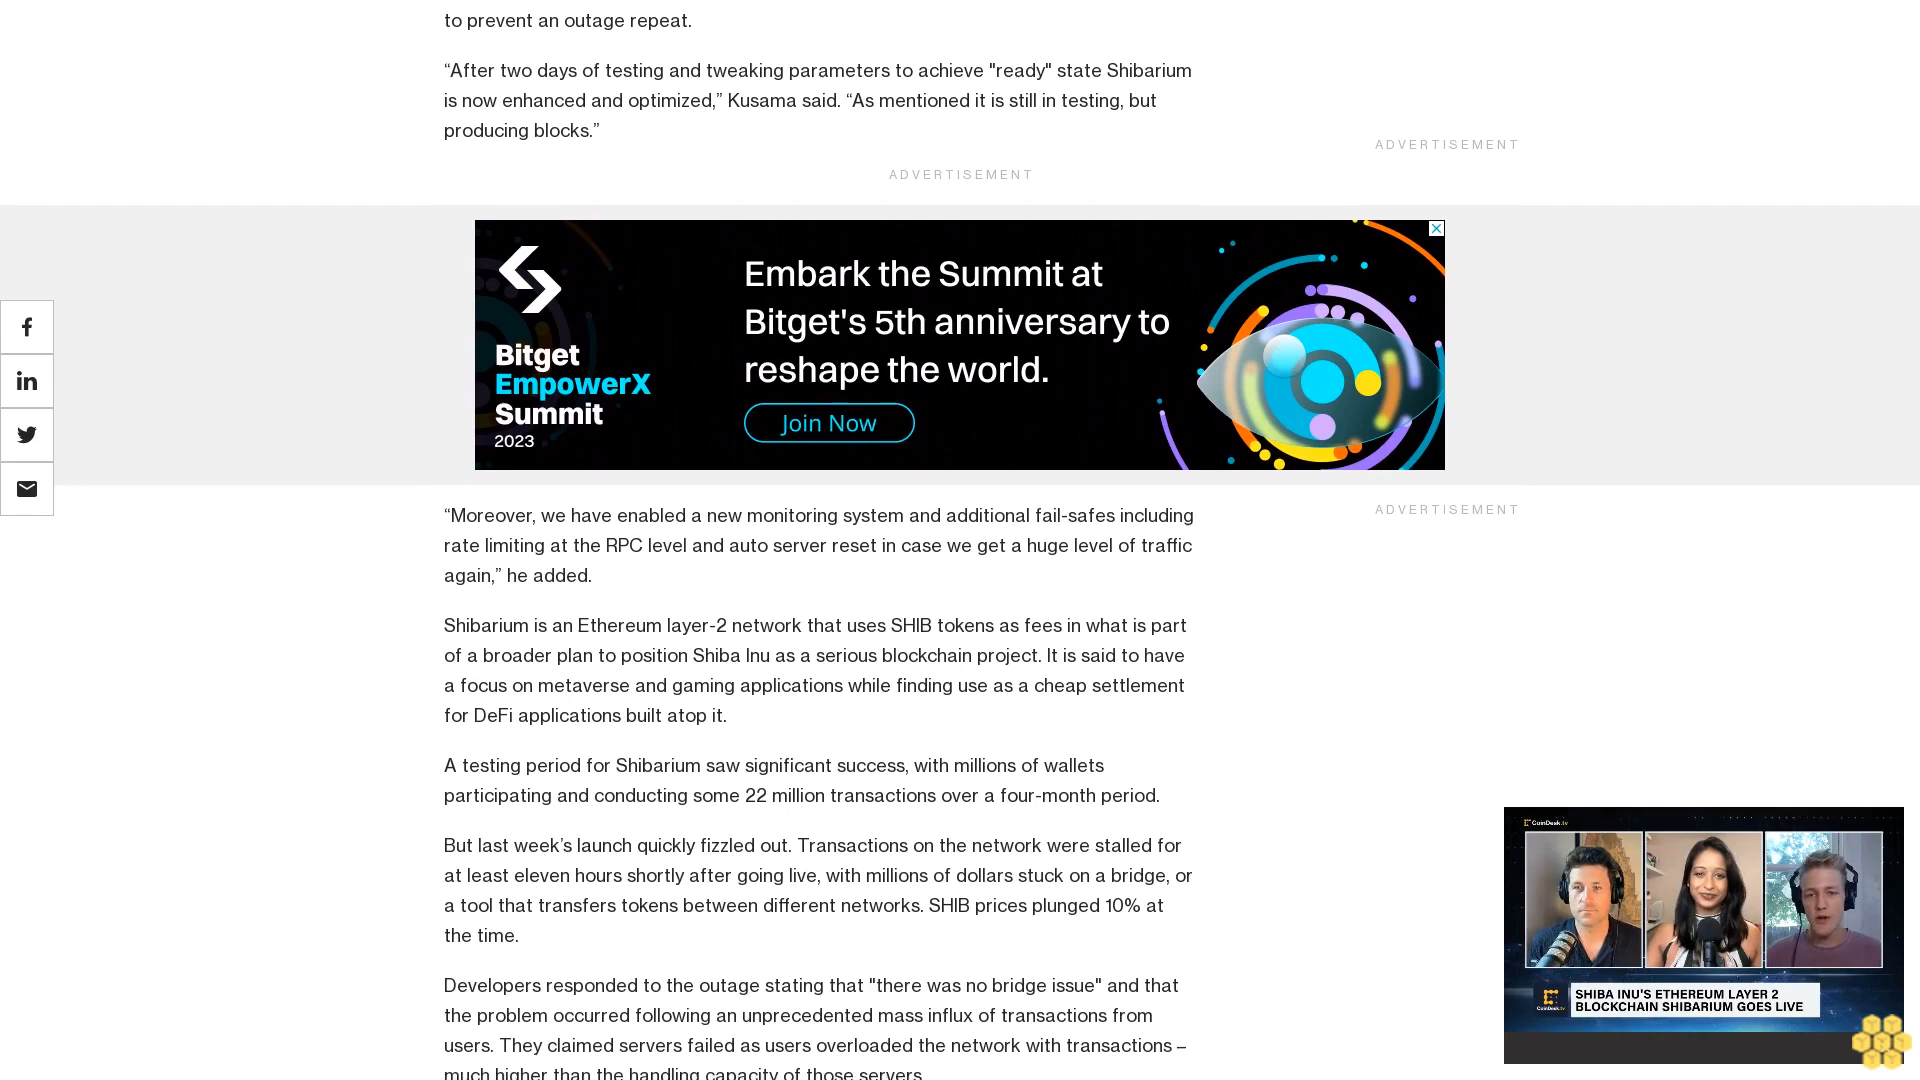 to prevent an outage repeat.
“After two days of testing and tweaking parameters to achieve "ready" state Shibarium
is now enhanced and optimized,” Kusama said. “As mentioned it is still in testing, but
producing blocks.”
ADVERTISEMENT
ADVERTISEMENT
Bitget
EmpowerX
Summit
2023
Embark the Summit at
Bitget's 5th anniversary to
reshape the world.
Join Now
“Moreover, we have enabled a new monitoring system and additional fail-safes including
rate limiting at the RPC level and auto server reset in case we get a huge level of traffic
again,” he added.
ADVERTISEMENT
Shibarium is an Ethereum layer-2 network that uses SHIB tokens as fees in what is part
of a broader plan to position Shiba Inu as a serious blockchain project. It is said to have
a focus on metaverse and gaming applications while finding use as a cheap settlement
for DeFi applications built atop it.
A testing period for Shibarium saw significant success, with millions of wallets
participating and conducting some 22 million transactions over a four-month period.
But last week’s launch quickly fizzled out. Transactions on the network were stalled for
at least eleven hours shortly after going live, with millions of dollars stuck on a bridge, or
a tool that transfers tokens between different networks. SHIB prices plunged 10% at
the time.
Developers responded to the outage stating that "there was no bridge issue" and that
the problem occurred following an unprecedented mass influx of transactions from
users. They claimed servers failed as users overloaded the network with transactions –
much higher than the handling capacity of those servers.
CoinDesk.tv
CoinDesk.tv
SHIBA INU'S ETHEREUM LAYER 2
BLOCKCHAIN SHIBARIUM GOES LIVE